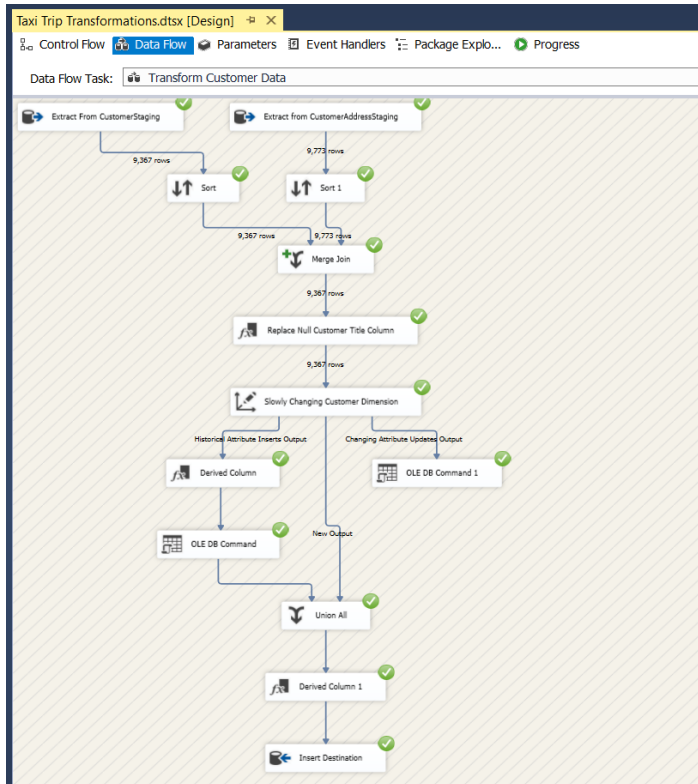 Taxi Trip Transformations.dtsx [Design]
Control Flow Data Flow Parameters Event Handlers Package Explo... Progress
Data Flow Task: Transform Customer Data
Extract From CustomerStaging Extract from CustomerAddressStaging
9,367 rows 9,773 rows
Sort Sort 1
9,367 rows 9,773 rows
Merge Join
9,367 rows
Replace Null Customer Title Column
9,367 rows
Slowly Changing Customer Dimension
Historical Attribute Inserts Output Changing Attribute Updates Output
Derived Column OLE DB Command 1
New Output
OLE DB Command
Union All
Derived Column 1
Insert Destination